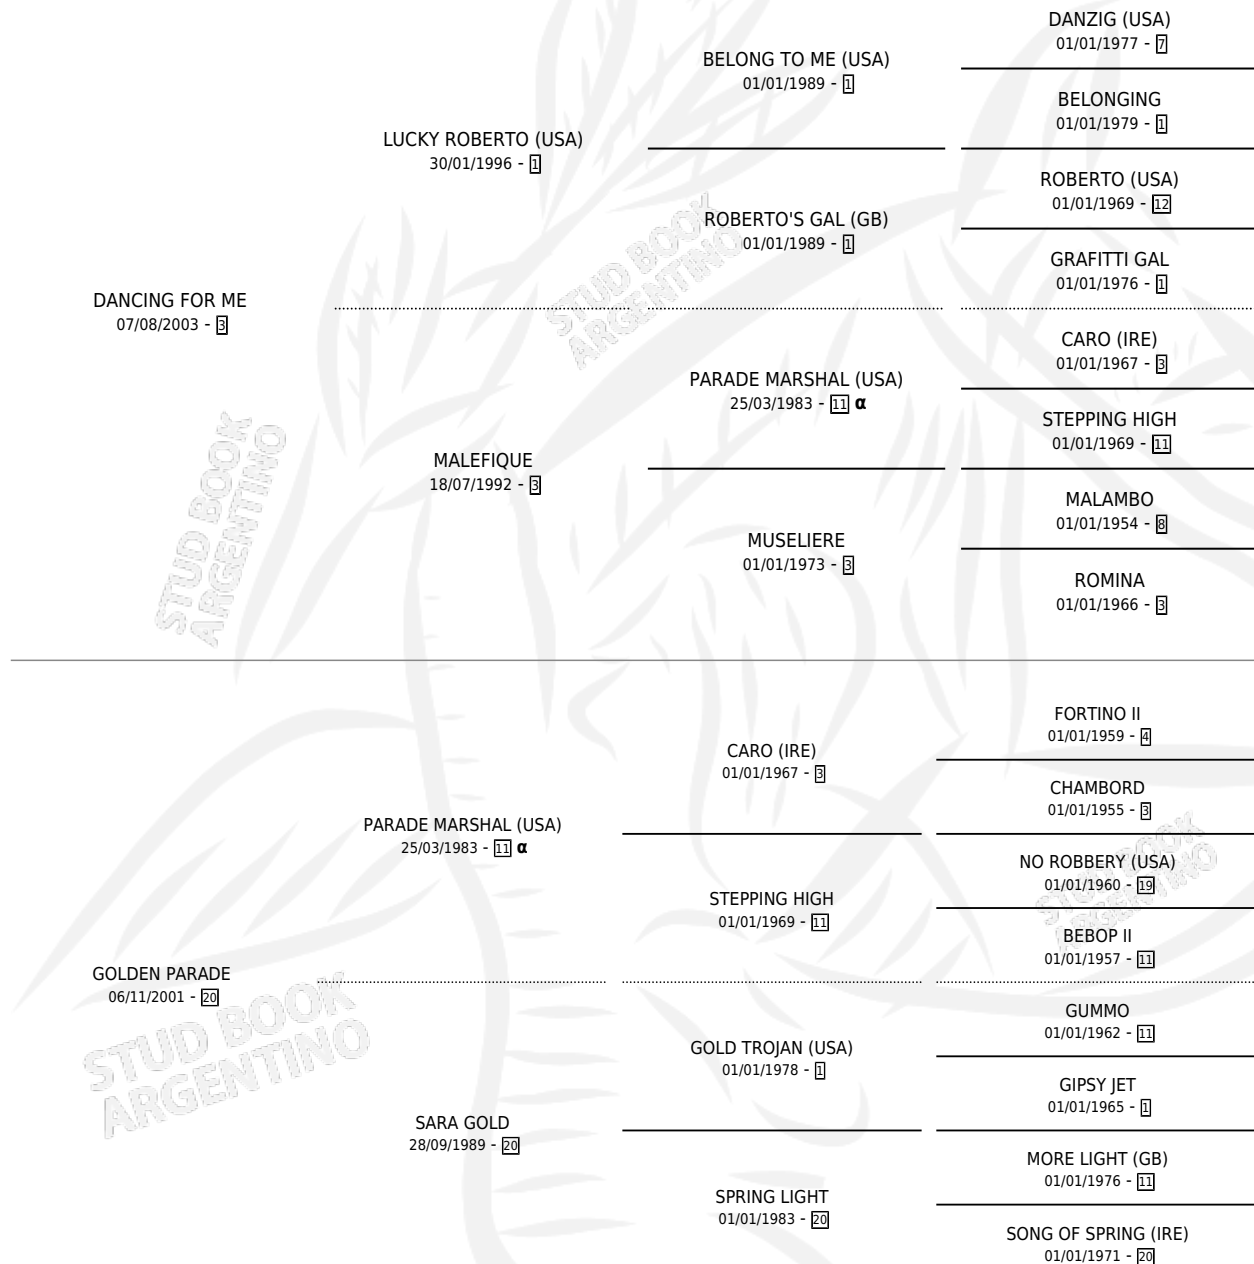 DANZIG (USA)
01/01/1977 - 7
BELONG TO ME (USA)
01/01/1989 - 1
BELONGING
01/01/1979 - 1
LUCKY ROBERTO (USA)
30/01/1996 - 1
ROBERTO (USA)
01/01/1969 - 12
ROBERTO'S GAL (GB)
01/01/1989 - 1
GRAFITTI GAL
01/01/1976 - 1
DANCING FOR ME
07/08/2003 - 3
CARO (IRE)
01/01/1967 - 3
PARADE MARSHAL (USA)
25/03/1983 - 11 α
STEPPING HIGH
01/01/1969 - 11
MALEFIQUE
18/07/1992 - 3
MALAMBO
01/01/1954 - 8
MUSELIERE
01/01/1973 - 3
ROMINA
01/01/1966 - 3
FORTINO II
01/01/1959 - 4
CARO (IRE)
01/01/1967 - 3
CHAMBORD
01/01/1955 - 3
PARADE MARSHAL (USA)
25/03/1983 - 11 α
NO ROBBERY (USA)
01/01/1960 - 19
STEPPING HIGH
01/01/1969 - 11
BEBOP II
01/01/1957 - 11
GOLDEN PARADE
06/11/2001 - 20
GUMMO
01/01/1962 - 11
GOLD TROJAN (USA)
01/01/1978 - 1
GIPSY JET
01/01/1965 - 1
SARA GOLD
28/09/1989 - 20
MORE LIGHT (GB)
01/01/1976 - 11
SPRING LIGHT
01/01/1983 - 20
SONG OF SPRING (IRE)
01/01/1971 - 20
STUD BOOK
ARGENTINO
STUD BOOK
ARGENTINO
STUD BOOK
ARGENTINO
STUD BOOK
ARGENTINO